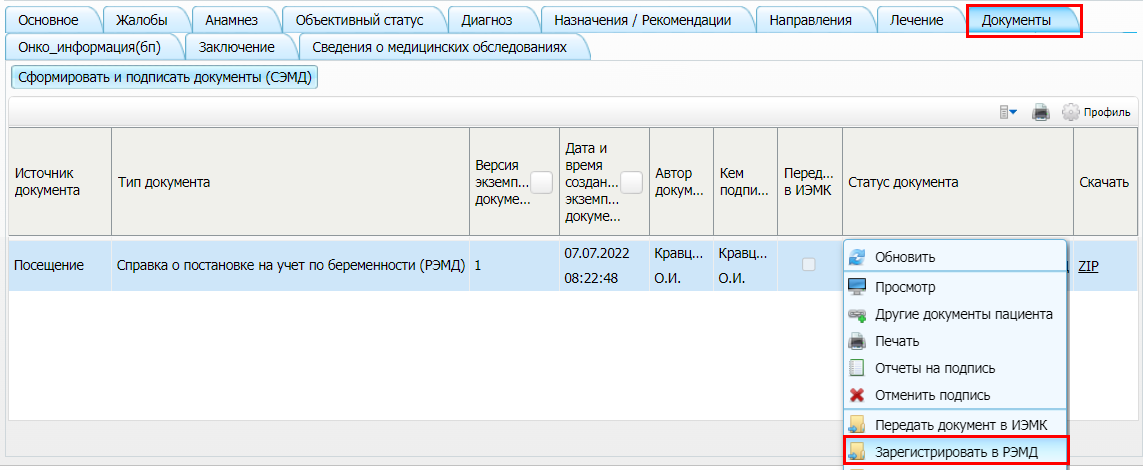 Основное Жалобы Анамнез Объективный статус Диагноз Назначения / Рекомендации Направления Лечение Документы
Онко_информация(бп) Заключение Сведения о медицинских обследованиях
Сформировать и подписать документы (СЭМД)
Профиль
Источник документа
Тип документа
Версия
экземп...
докуме...
Дата и
время
создан...
экземп...
докуме...
Автор
докум...
Кем
подпи...
Перед...
в ИЭМК
Статус документа
Скачать
Посещение
Справка о постановке на учет по беременности (РЭМД)
1
07.07.2022
08:22:48
Кравц...
О.И.
Кравц...
О.И.
ZIP
Обновить
Просмотр
Другие документы пациента
Печать
Отчеты на подпись
Отменить подпись
Передать документ в ИЭМК
Зарегистрировать в РЭМД